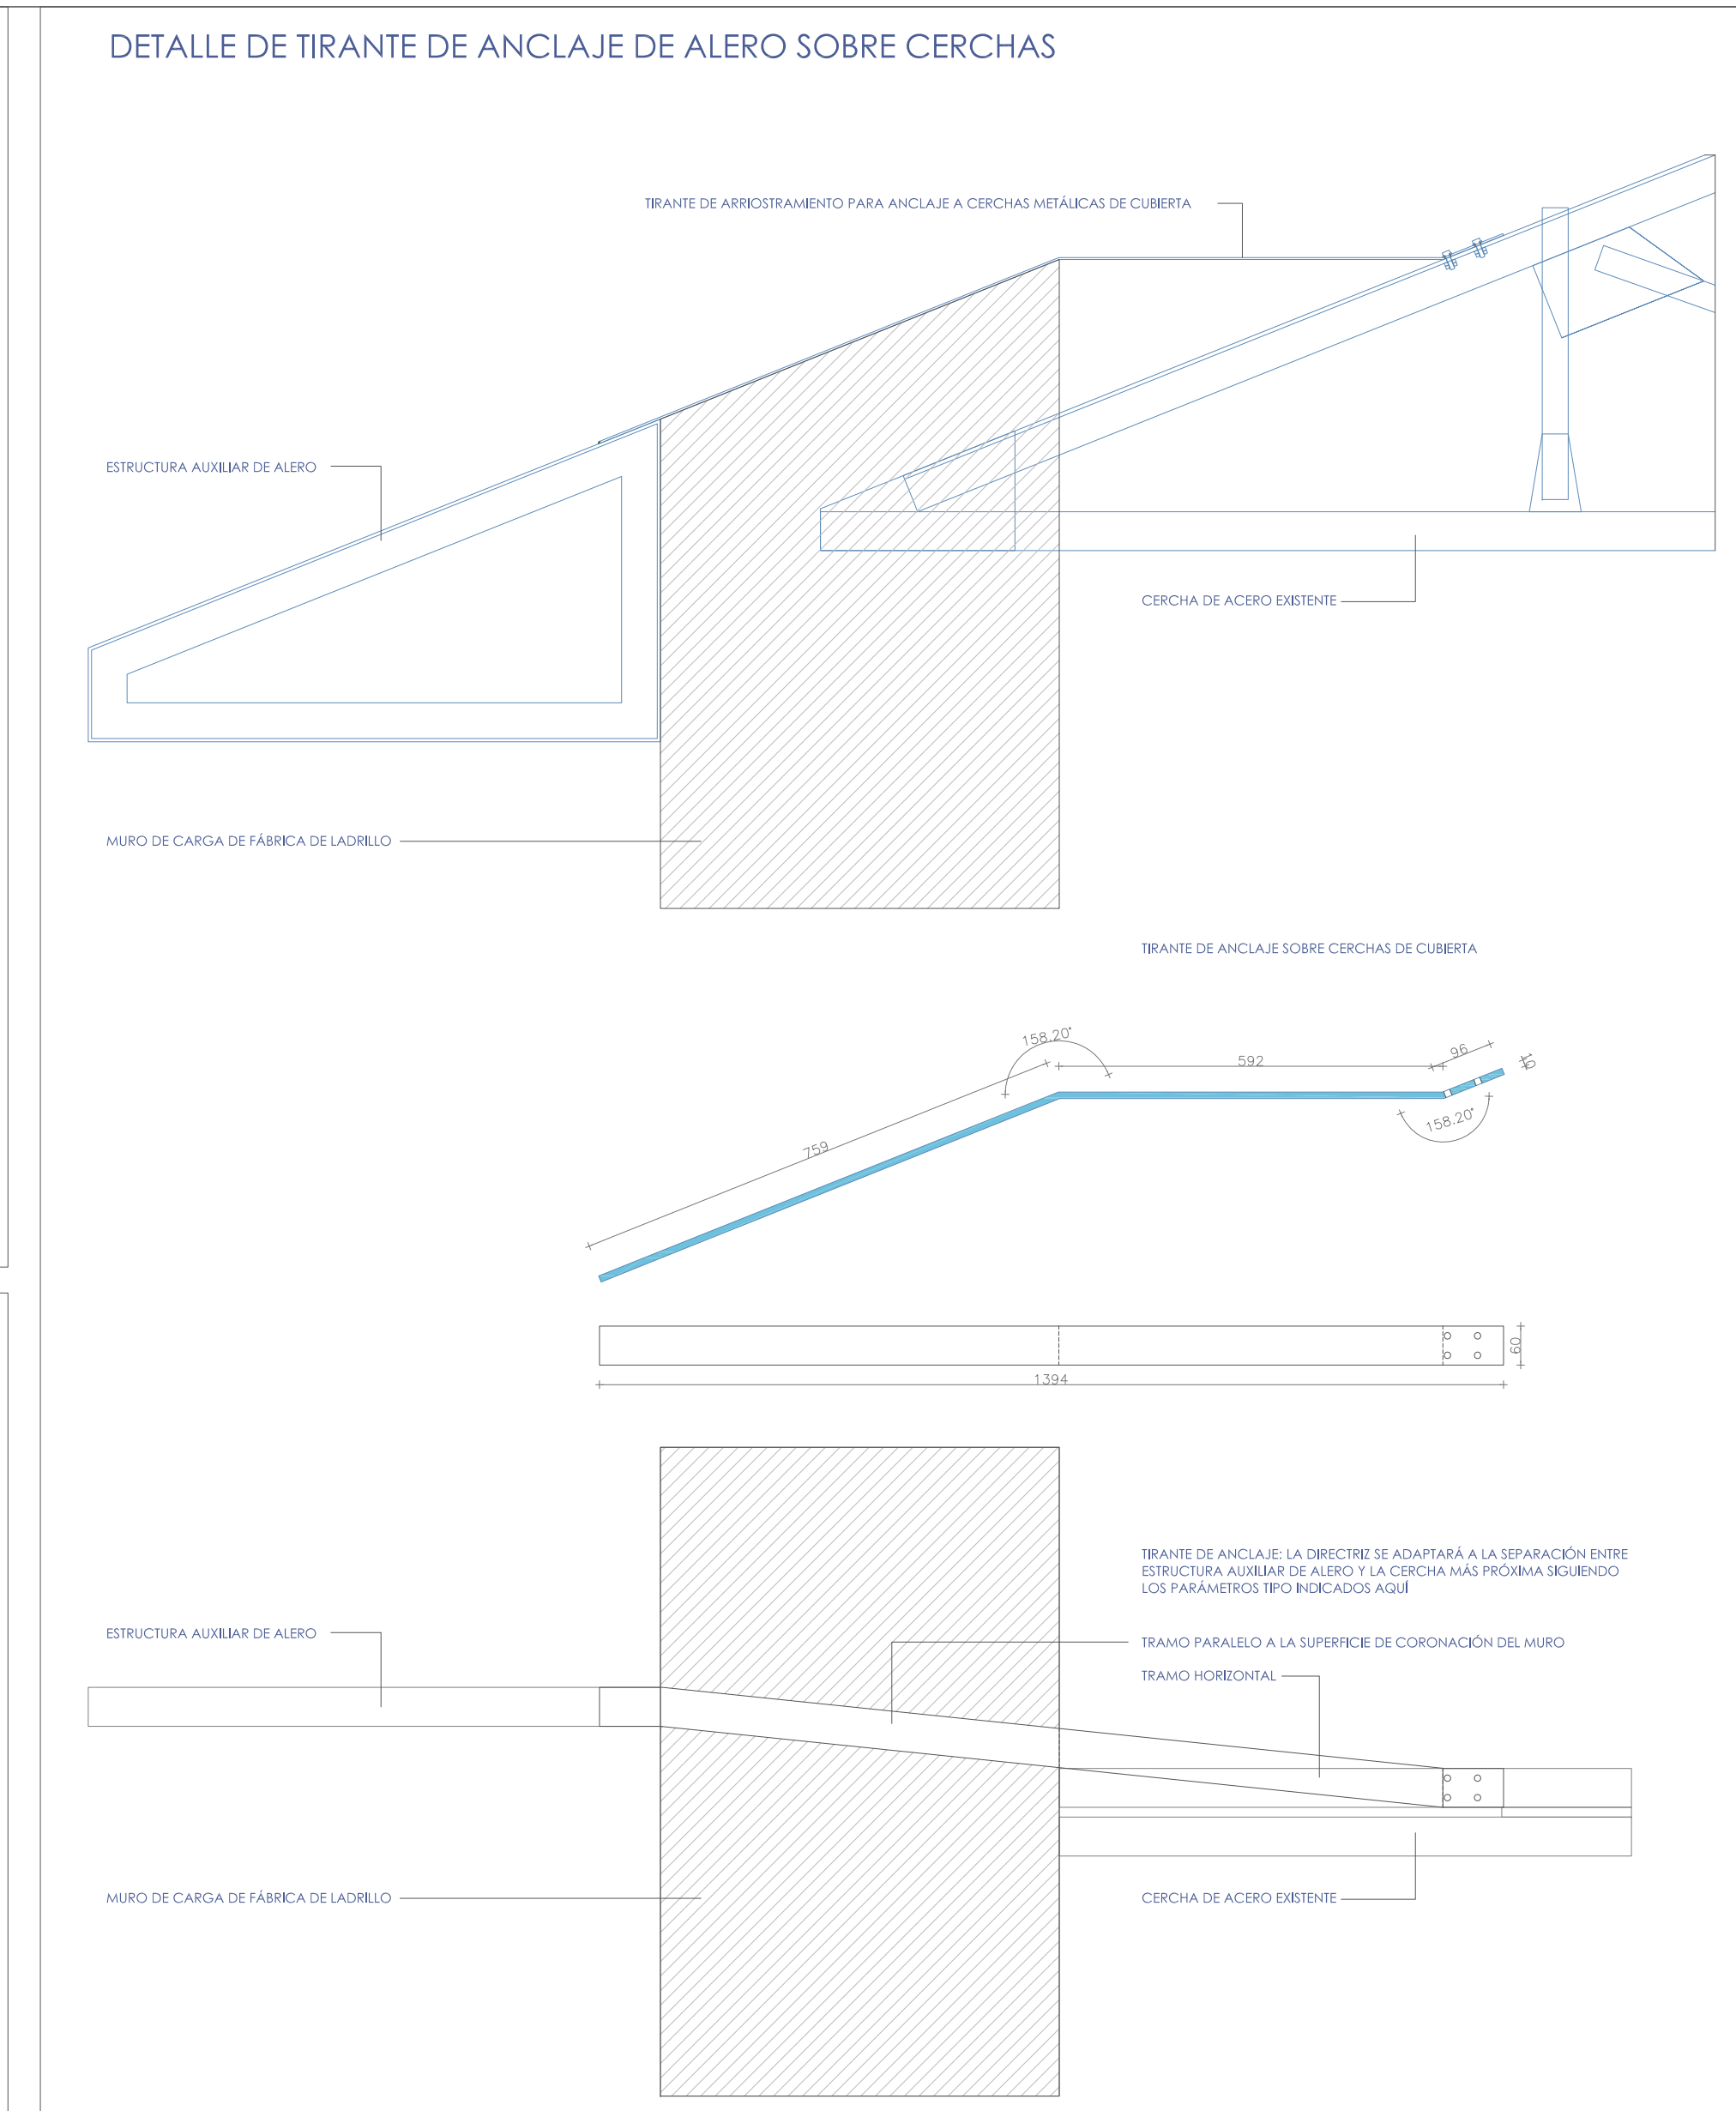 DETALLE DE TIRANTE DE ANCLAJE DE ALERO SOBRE CERCHAS
TIRANTE DE ARRIOSTRAMIENTO PARA ANCLAJE A CERCHAS METÁLICAS DE CUBIERTA
ESTRUCTURA AUXILIAR DE ALERO
CERCHA DE ACERO EXISTENTE
MURO DE CARGA DE FÁBRICA DE LADRILLO
TIRANTE DE ANCLAJE SOBRE CERCHAS DE CUBIERTA
158.20°
592
96
10
158.20°
759
60
1394
TIRANTE DE ANCLAJE: LA DIRECTRIZ SE ADAPTARÁ A LA SEPARACIÓN ENTRE
ESTRUCTURA AUXILIAR DE ALERO Y LA CERCHA MÁS PRÓXIMA SIGUIENDO
LOS PARÁMETROS TIPO INDICADOS AQUÍ
ESTRUCTURA AUXILIAR DE ALERO
TRAMO PARALELO A LA SUPERFICIE DE CORONACIÓN DEL MURO
TRAMO HORIZONTAL
MURO DE CARGA DE FÁBRICA DE LADRILLO
CERCHA DE ACERO EXISTENTE